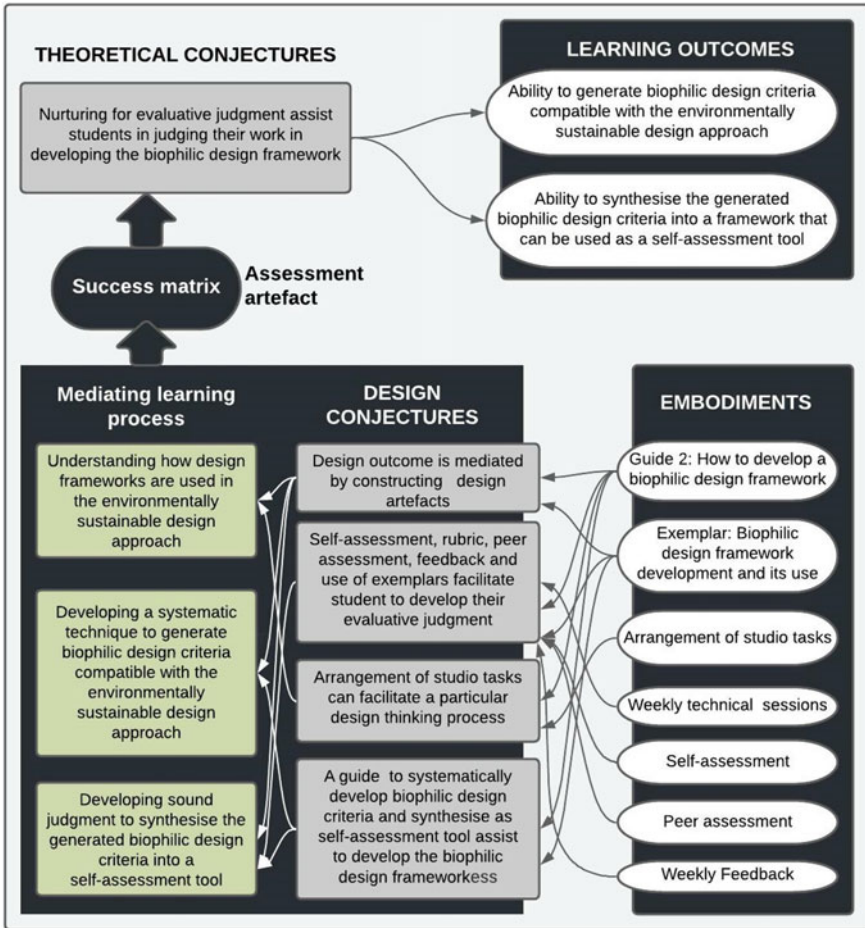 THEORETICAL CONJECTURES
Nurturing for evaluative judgment assist
students in judging their work in
developing the biophilic design framework
LEARNING OUTCOMES
Ability to generate biophilic design criteria
compatible with the environmentally
sustainable design approach
Ability to synthesise the generated
biophilic design criteria into a framework that
can be used as a self-assessment tool
Success matrix
Assessment
artefact
Mediating learning
process
Understanding how design
frameworks are used in
the environmentally
sustainable design
approach
Developing a systematic
technique to generate
biophilic design criteria
compatible with the
environmentally
sustainable design
approach
Developing sound
judgment to synthesise the
generated biophilic design
criteria into a
self-assessment tool
DESIGN
CONJECTURES
Design outcome is mediated
by constructing design
artefacts
Self-assessment, rubric, peer
assessment, feedback and
use of exemplars facilitate
student to develop their
evaluative judgment
Arrangement of studio tasks
can facilitate a particular
design thinking process
A guide to systematically
develop biophilic design
criteria and synthesise as
self-assessment tool assist
to develop the biophilic
design frameworkess
EMBODIMENTS
Guide 2: How to develop a
biophilic design framework
Exemplar: Biophilic
design framework
development and its use
Arrangement of studio tasks
Weekly technical sessions
Self-assessment
Peer assessment
Weekly Feedback